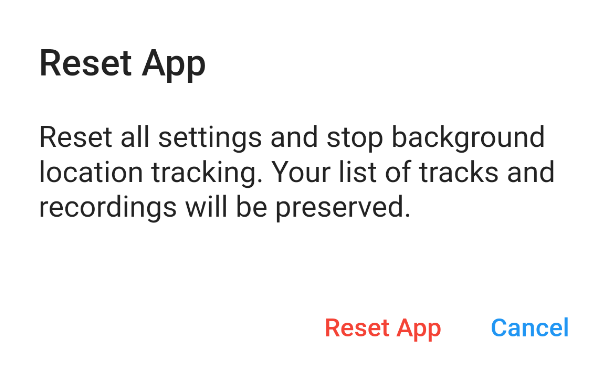 Reset App
Reset all settings and stop background
location tracking. Your list of tracks and
recordings will be preserved.
Reset App Cancel